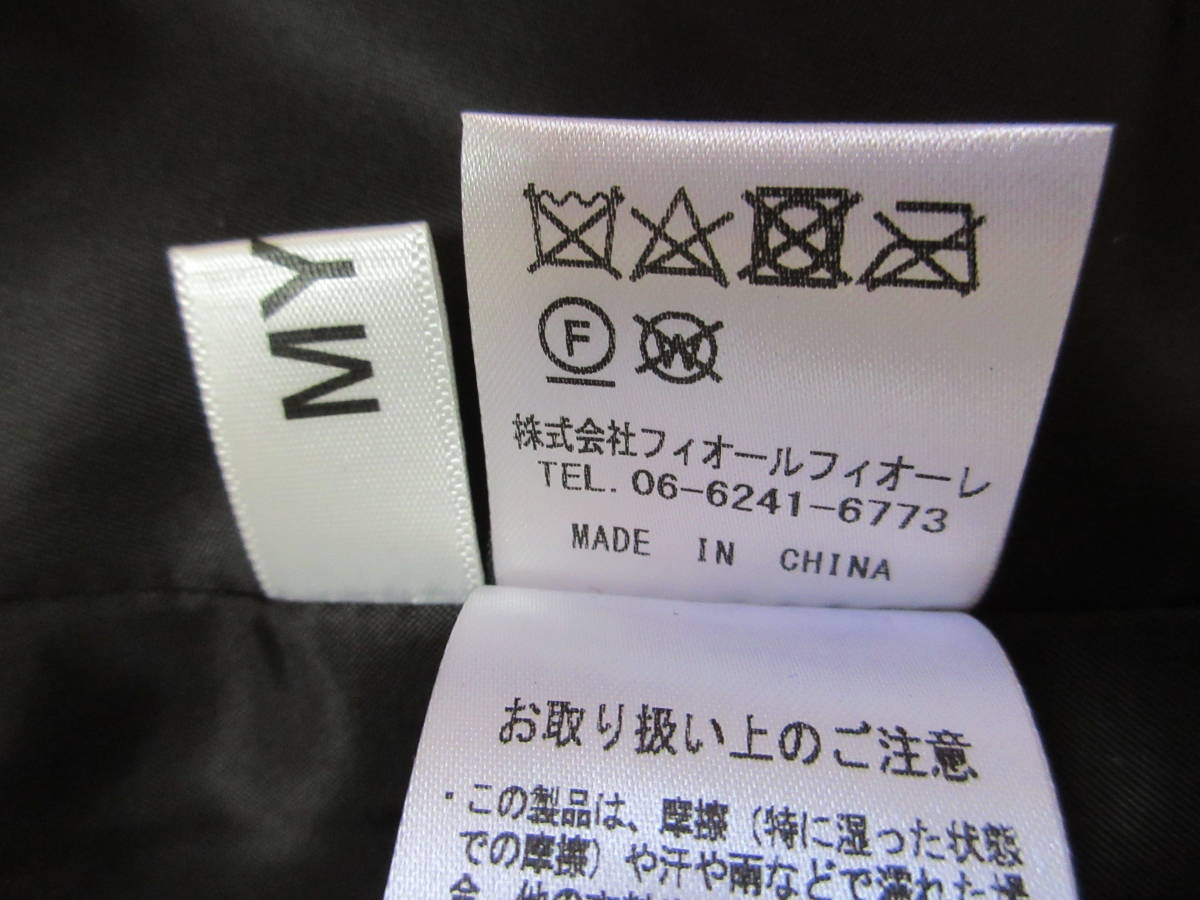 MY
F
W
株式会社フィオールフィオーレ
TEL. 06-6241-6773
MADE IN CHINA
お取り扱い上のご注意
・この製品は、摩擦（特に湿った状態
での摩擦）や汗や雨などで濡れた場
合、他の